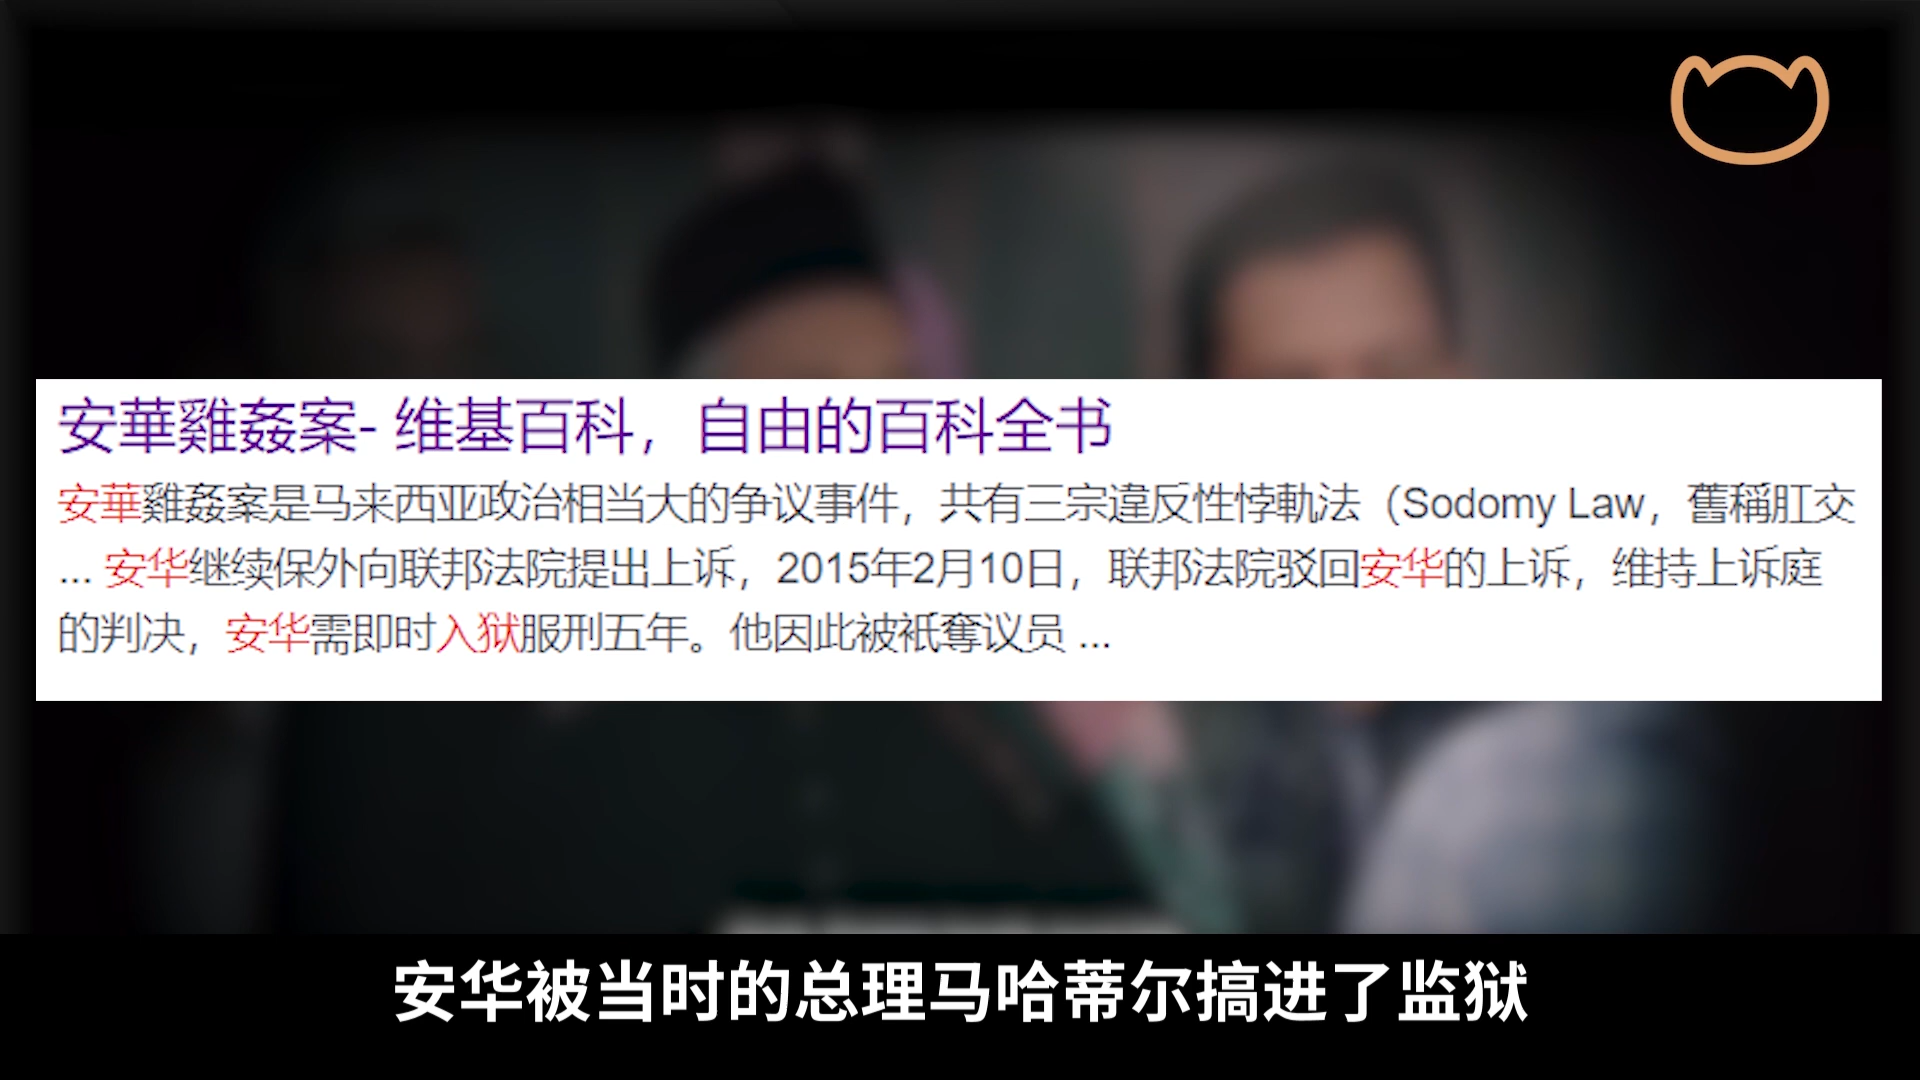 安華雞姦案- 维基百科，自由的百科全书
安華雞姦案是马来西亚政治相当大的争议事件，共有三宗違反性悖軌法（Sodomy Law，舊稱肛交
... 安华继续保外向联邦法院提出上诉，2015年2月10日，联邦法院驳回安华的上诉，维持上诉庭
的判决，安华需即时入狱服刑五年。他因此被衹奪议员 ...
安华被当时的总理马哈蒂尔搞进了监狱